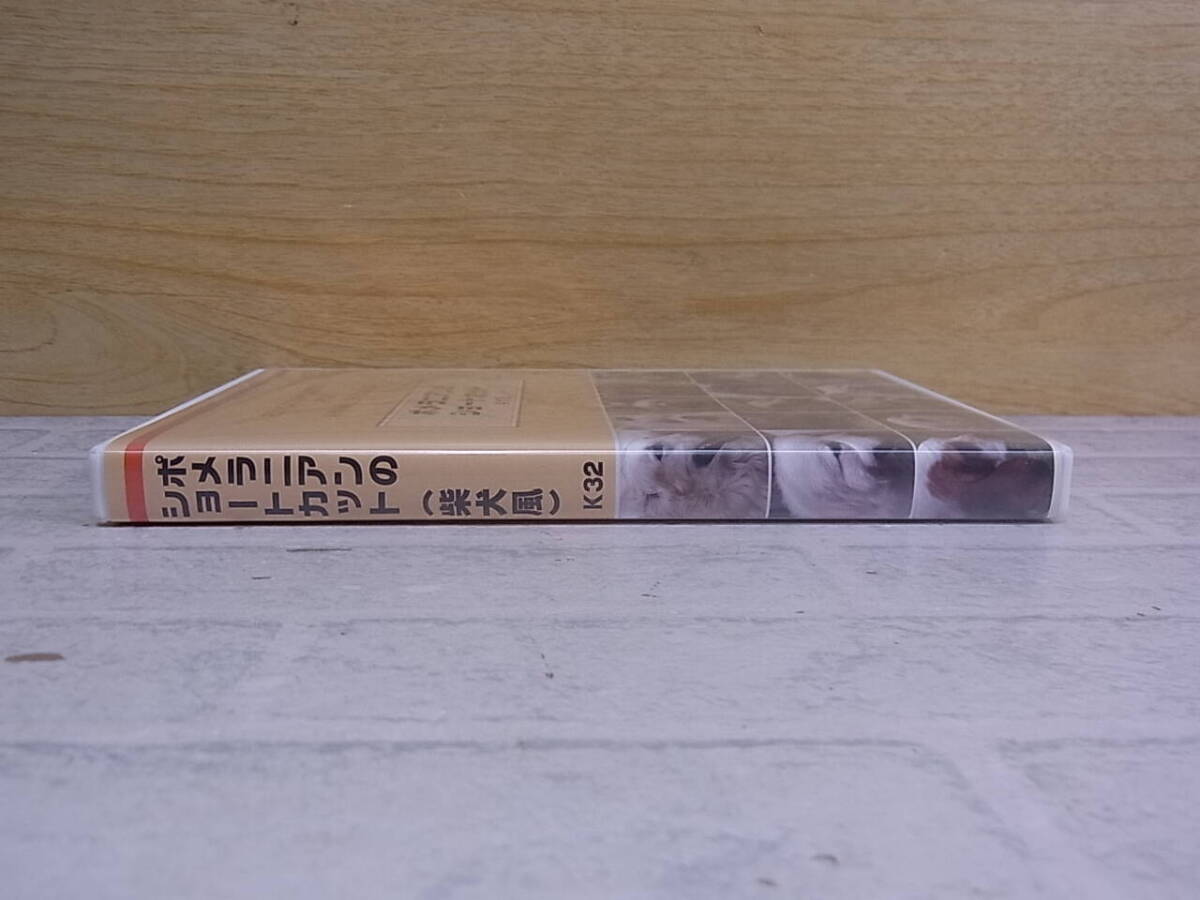 ポメラニアンの
ショートカット（柴犬風）
K32